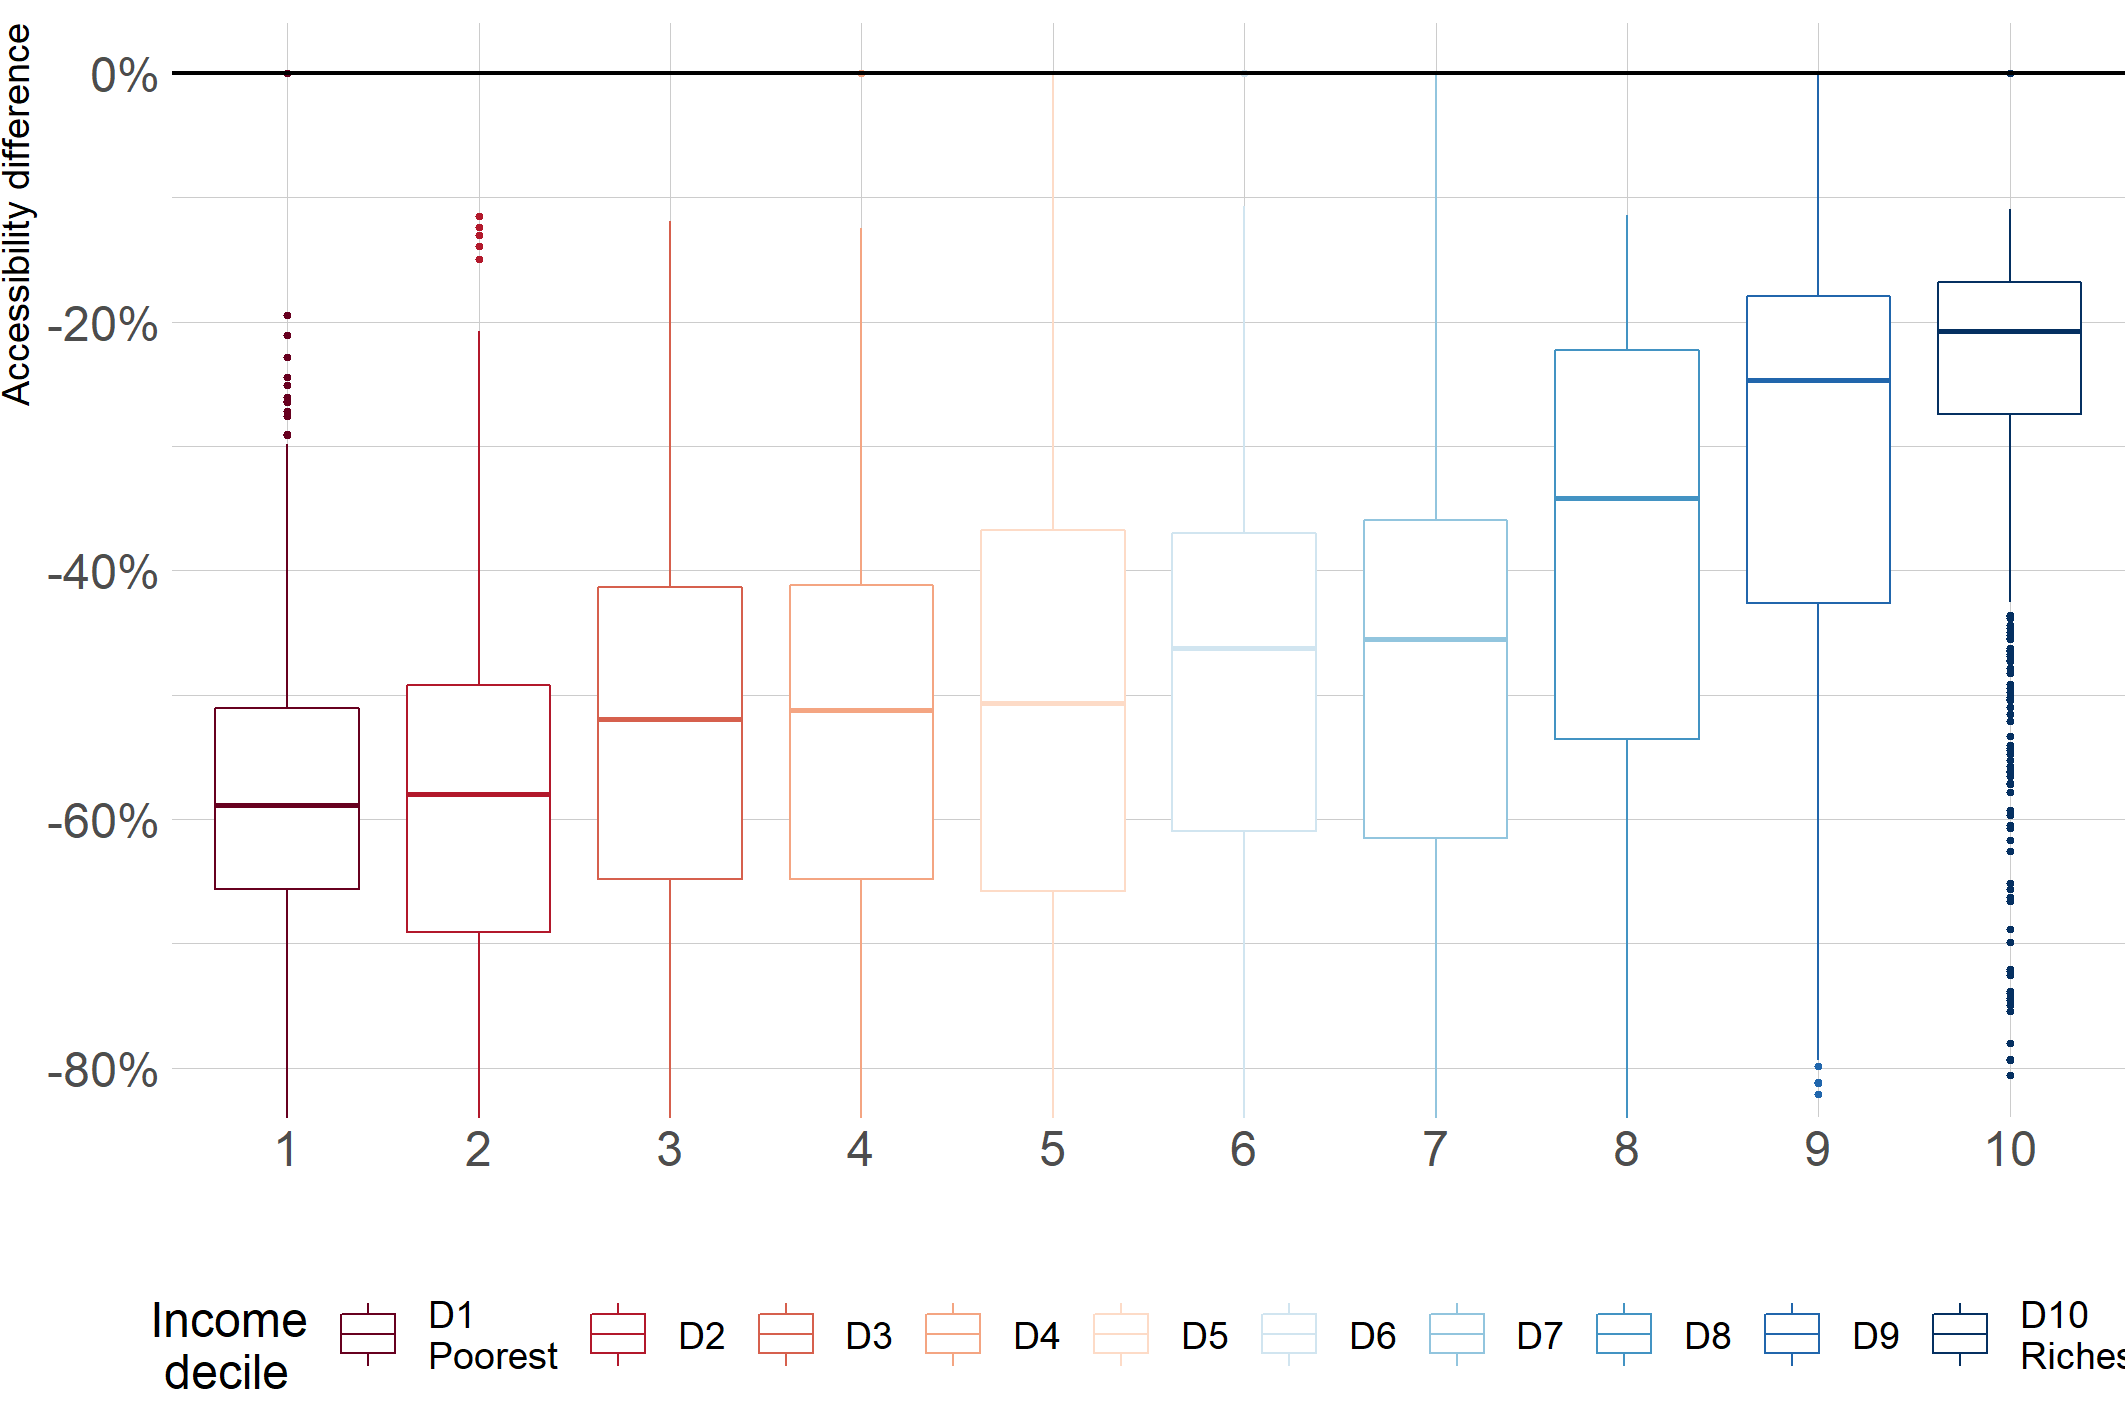 Accessibility difference
0%
-20%
-40%
-60%
-80%
1 2 3 4 5 6 7 8 9 10
Income
decile
D1
Poorest
D2
D3
D4
D5
D6
D7
D8
D9
D10
Riches